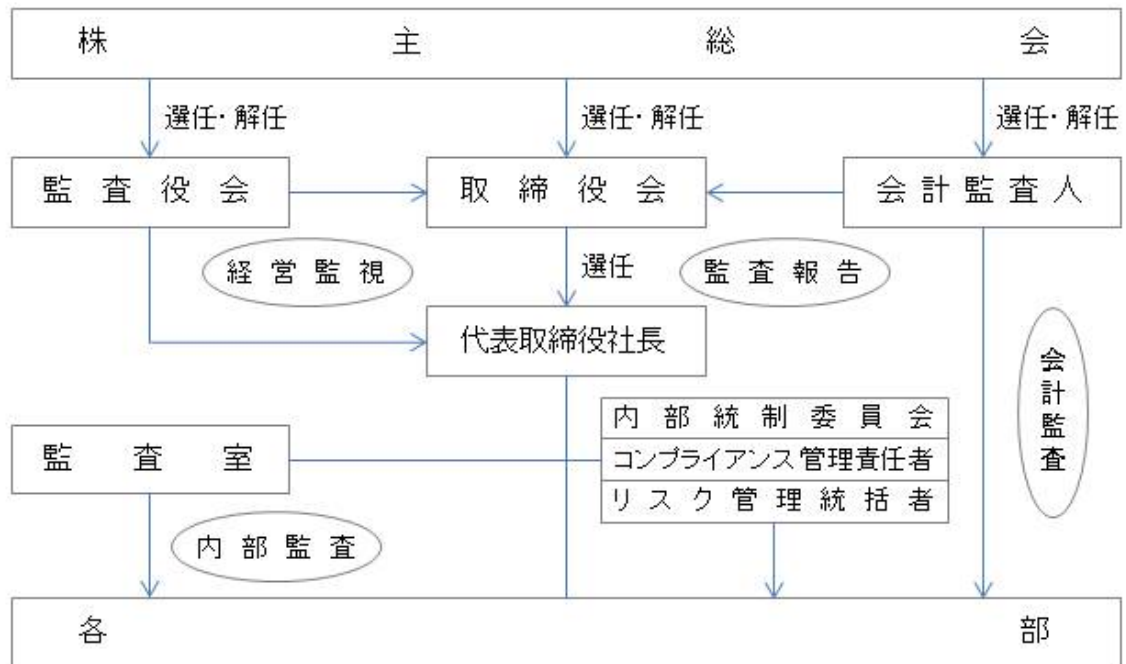 株主総会
選任・解任
選任・解任
選任・解任
監査役会
取締役会
会計監査人
経営監視
選任
監査報告
代表取締役社長
会計監査
内部統制委員会
監査室
コンプライアンス管理責任者
リスク管理統括者
内部監査
各部